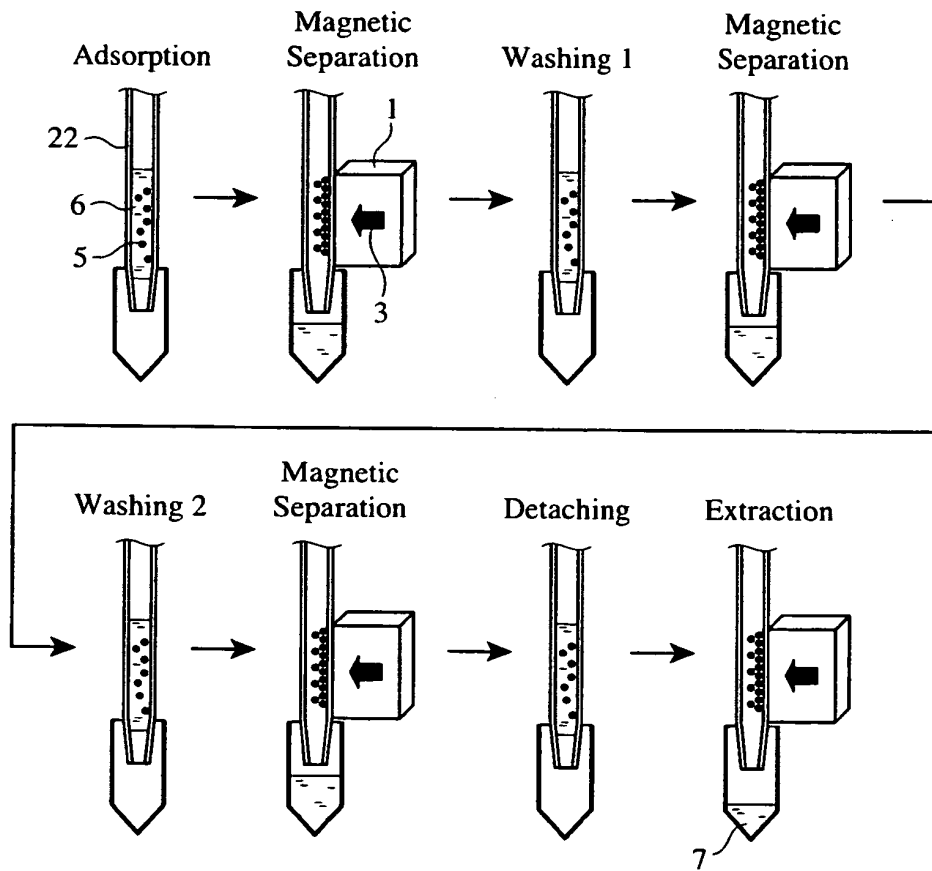 Magnetic
Separation
Magnetic
Separation
Adsorption
Washing 1
1
22
6
5
3
Magnetic
Separation
Washing 2
Detaching
Extraction
7